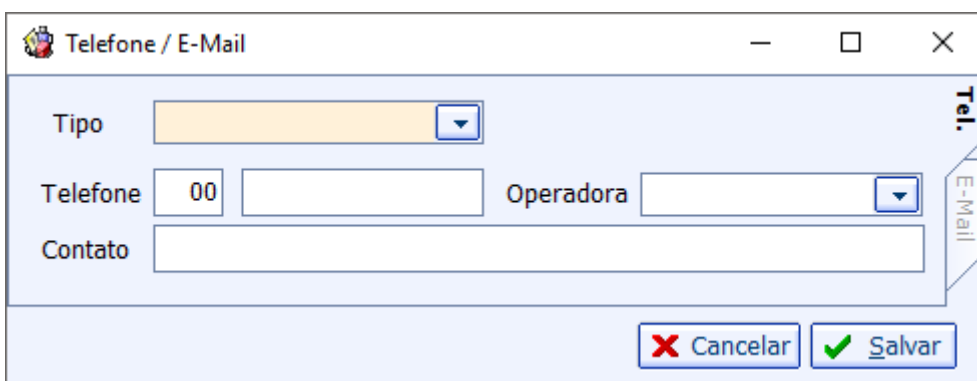 Telefone / E-Mail
Tel.
Tipo
Telefone 00 Operadora
E-Mail
Contato
Cancelar Salvar